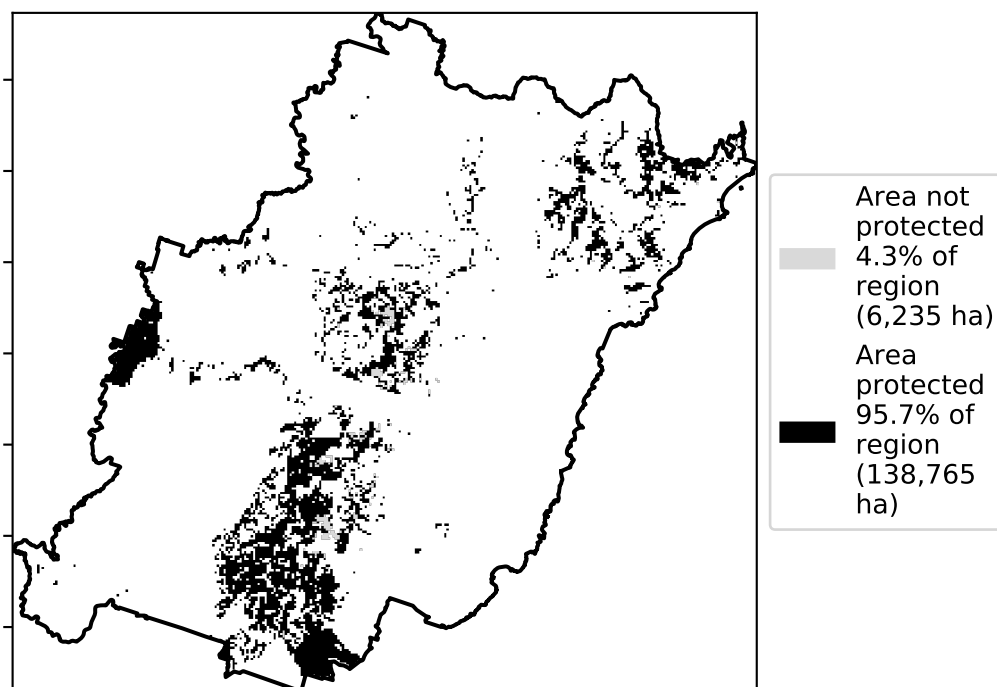 Area not
protected
4.3% of
region
(6,235 ha)
Area
protected
95.7% of
region
(138,765
ha)